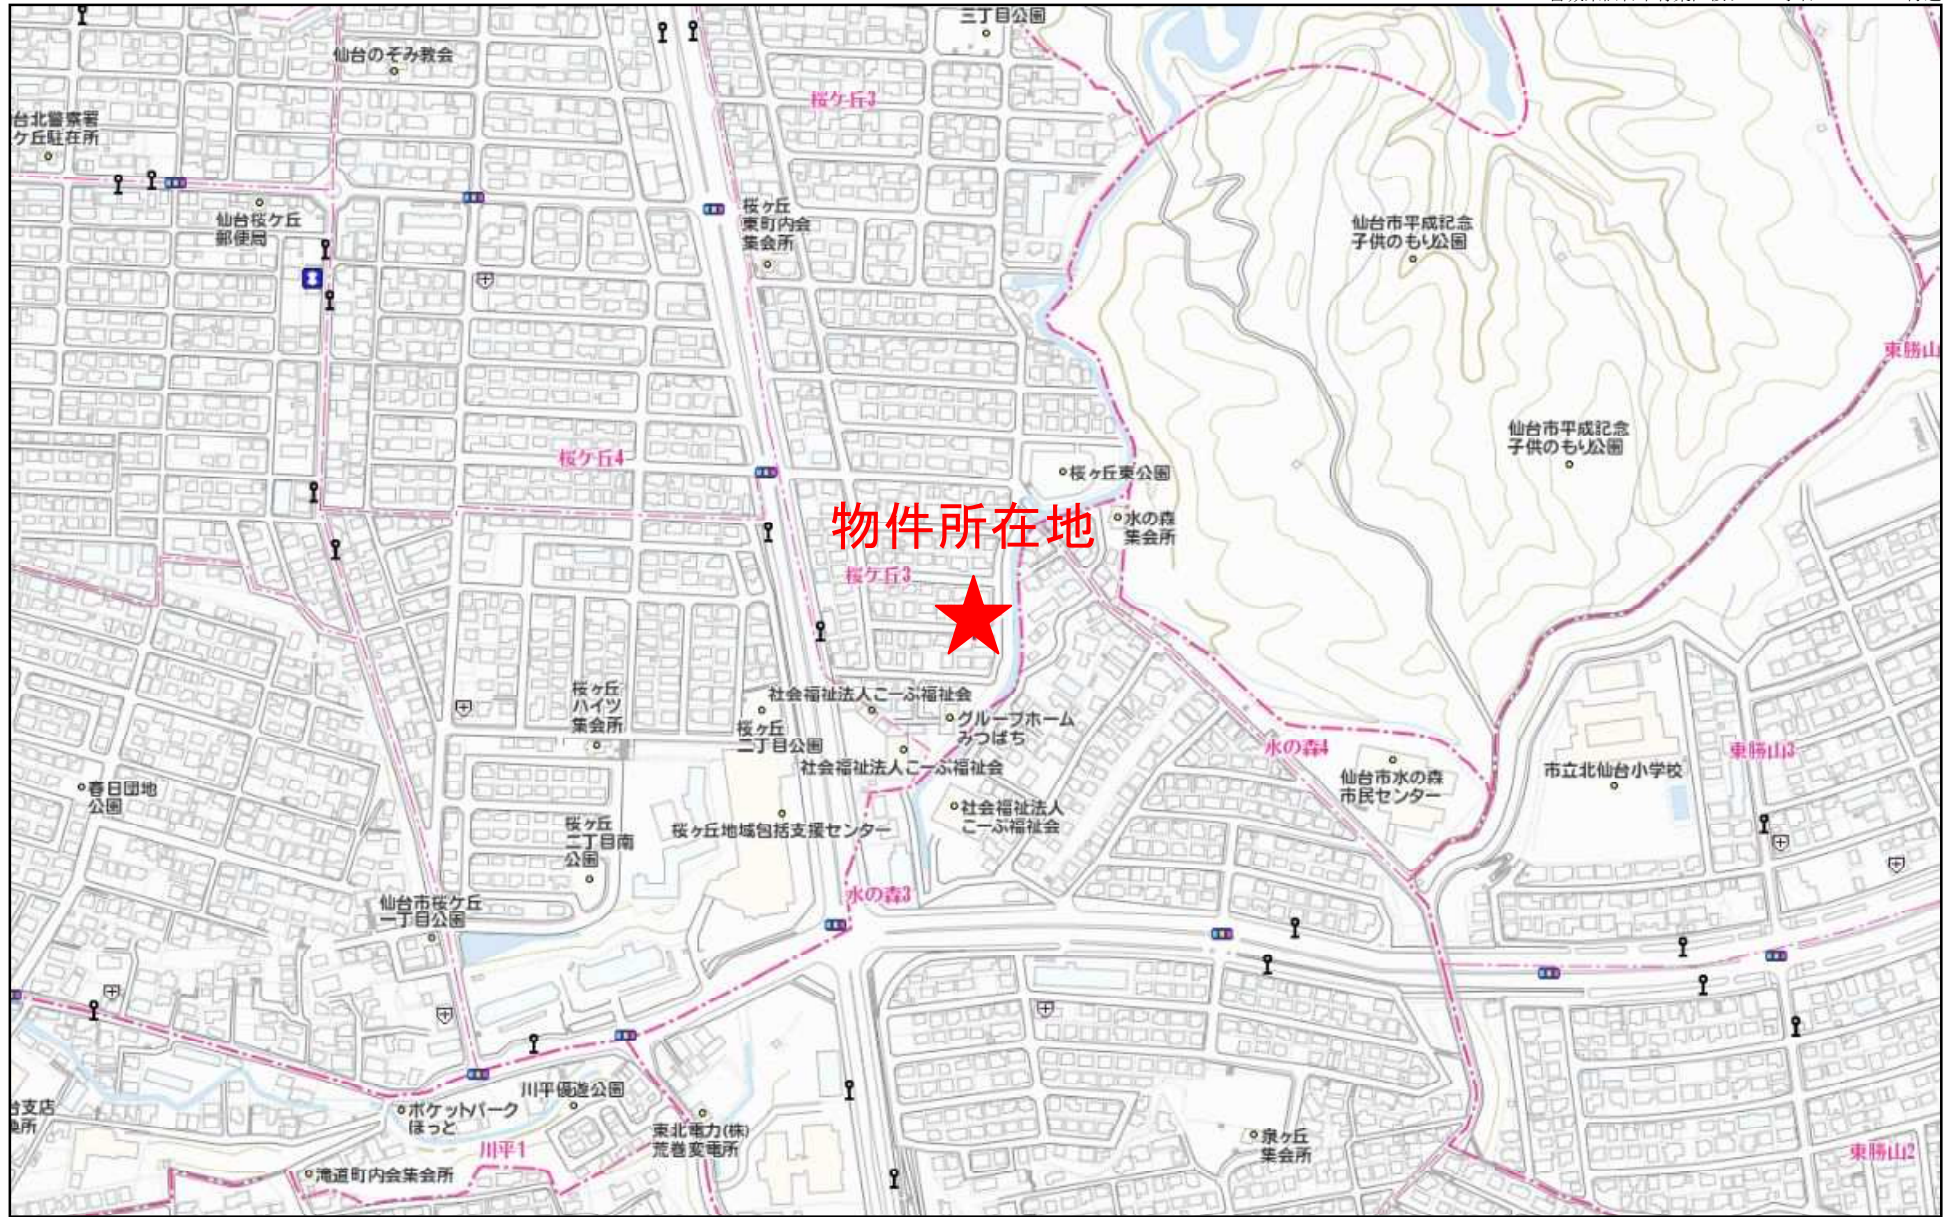 三丁目公園
仙台のぞみ教会
桜ケ丘3
台北警察署
ケ丘駐在所
仙台桜ケ丘
郵便局
桜ヶ丘
東町内会
集会所
仙台市平成記念
子供のもり公園
東勝山
仙台市平成記念
子供のもり公園
桜ケ丘4
桜ヶ丘東公園
物件所在地
水の森
集会所
桜ケ丘3
桜ヶ丘
ハイツ
集会所
社会福祉法人こーぷ福祉会
桜ヶ丘
二丁目公園
グループホーム
みつばち
社会福祉法人こーぷ福祉会
水の森4
仙台市水の森
市民センター
市立北仙台小学校
東勝山3
春日団地
公園
社会福祉法人
こーぷ福祉会
桜ヶ丘
二丁目南
公園
桜ヶ丘地域包括支援センター
水の森3
仙台市桜ケ丘
一丁目公園
川平優遊公園
台支店
ポケットパーク
ほっと
東北電力(株)
荒巻変電所
川平1
滝道町内会集会所
泉ヶ丘
集会所
東勝山2